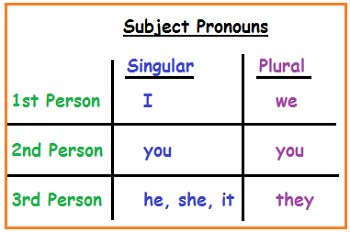 Subject Pronouns
Singular Plural
1st Person I we
2nd Person you you
3rd Person he, she, it they